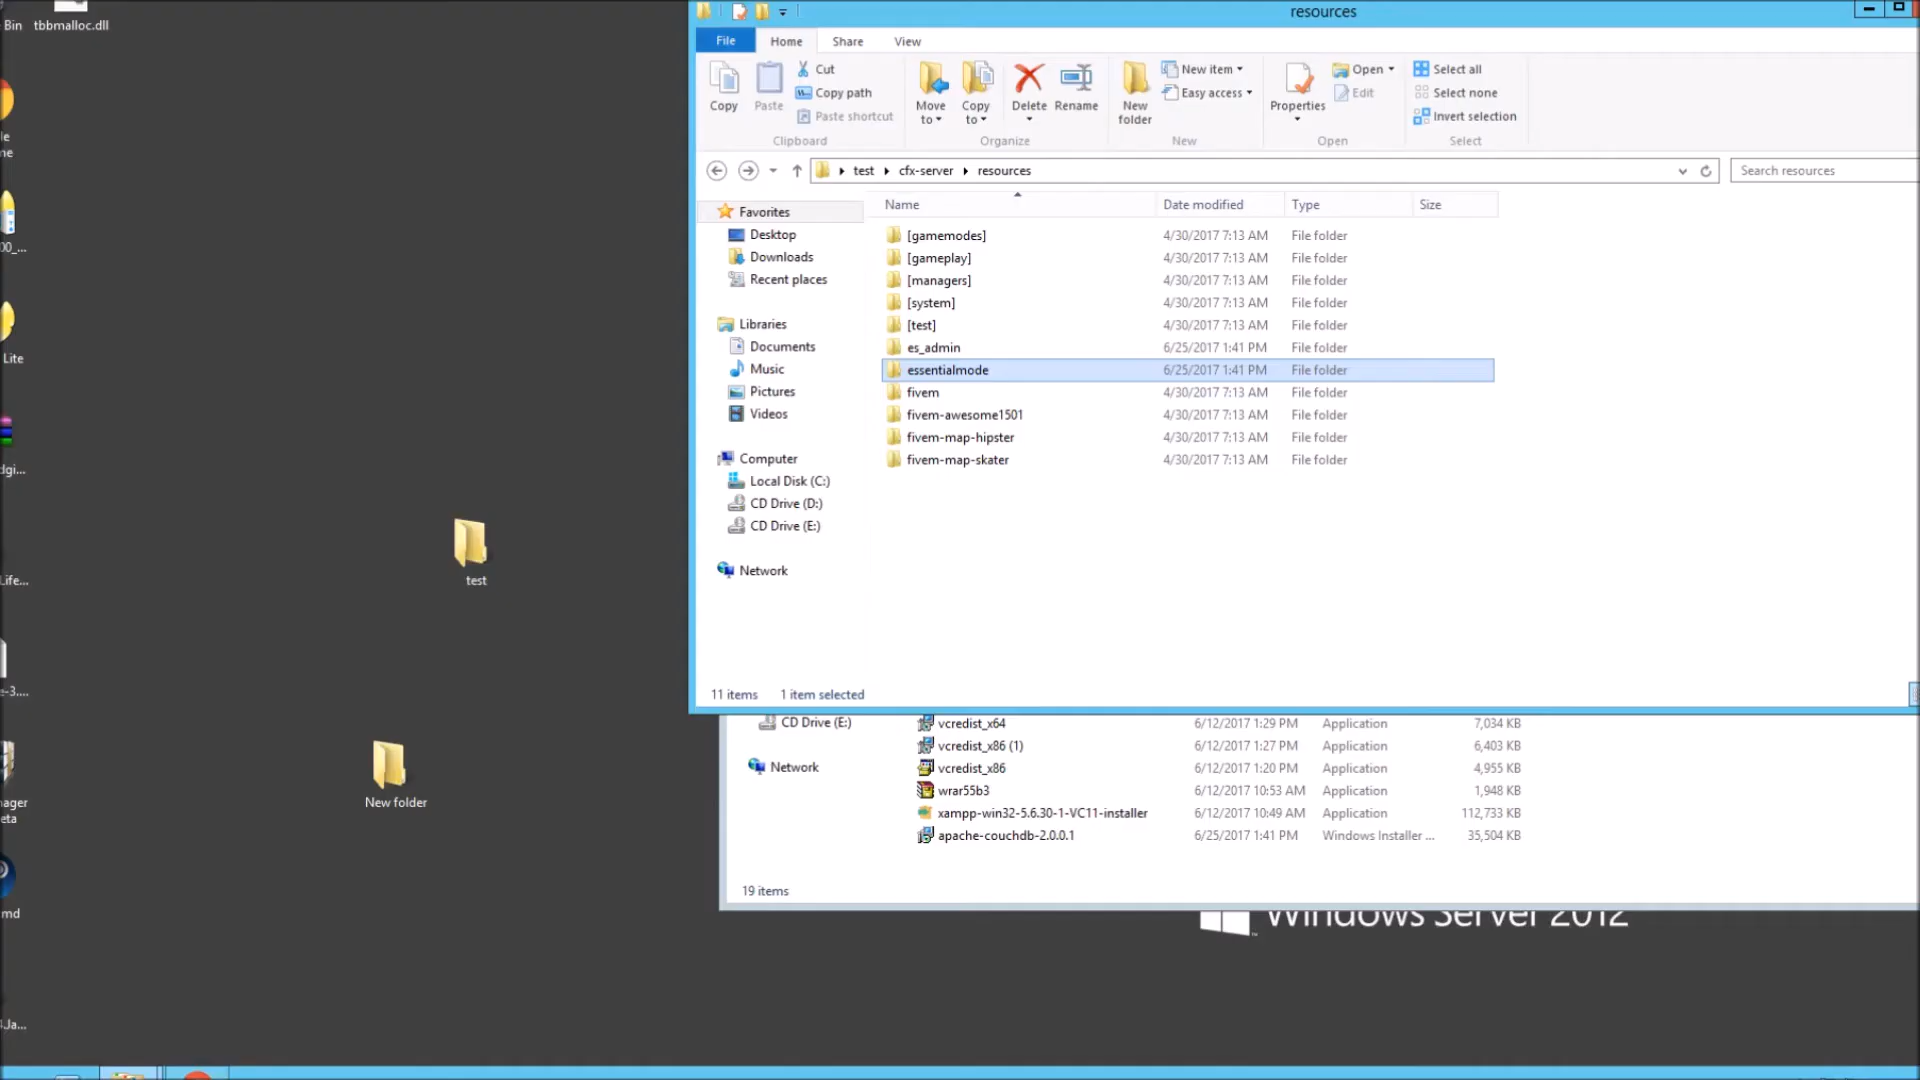 Bin
tbbmalloc.dll
le
me
00_...
Lite
dgi...
Life...
e-3....
ager
eta
md
Ja...
test
New folder
resources
File
Home
Share
View
Copy
Paste
Cut
Copy path
Paste shortcut
Clipboard
Move to
Copy to
Delete
Rename
Organize
New folder
New item
Easy access
New
Properties
Open
Edit
Open
Select all
Select none
Invert selection
Select
test cfx-server resources
Search resources
Favorites
Desktop
Downloads
Recent places
Libraries
Documents
Music
Pictures
Videos
Computer
Local Disk (C:)
CD Drive (D:)
CD Drive (E:)
Network
Name Date modified Type Size
[gamemodes] 4/30/2017 7:13 AM File folder
[gameplay] 4/30/2017 7:13 AM File folder
[managers] 4/30/2017 7:13 AM File folder
[system] 4/30/2017 7:13 AM File folder
[test] 4/30/2017 7:13 AM File folder
es_admin 6/25/2017 1:41 PM File folder
essentialmode 6/25/2017 1:41 PM File folder
fivem 4/30/2017 7:13 AM File folder
fivem-awesome1501 4/30/2017 7:13 AM File folder
fivem-map-hipster 4/30/2017 7:13 AM File folder
fivem-map-skater 4/30/2017 7:13 AM File folder
11 items 1 item selected
CD Drive (E:)
Network
vcredist_x64 6/12/2017 1:29 PM Application 7,034 KB
vcredist_x86 (1) 6/12/2017 1:27 PM Application 6,403 KB
vcredist_x86 6/12/2017 1:20 PM Application 4,955 KB
wrar55b3 6/12/2017 10:53 AM Application 1,948 KB
xampp-win32-5.6.30-1-VC11-installer 6/12/2017 10:49 AM Application 112,733 KB
apache-couchdb-2.0.0.1 6/25/2017 1:41 PM Windows Installer ... 35,504 KB
19 items
Windows Server 2012